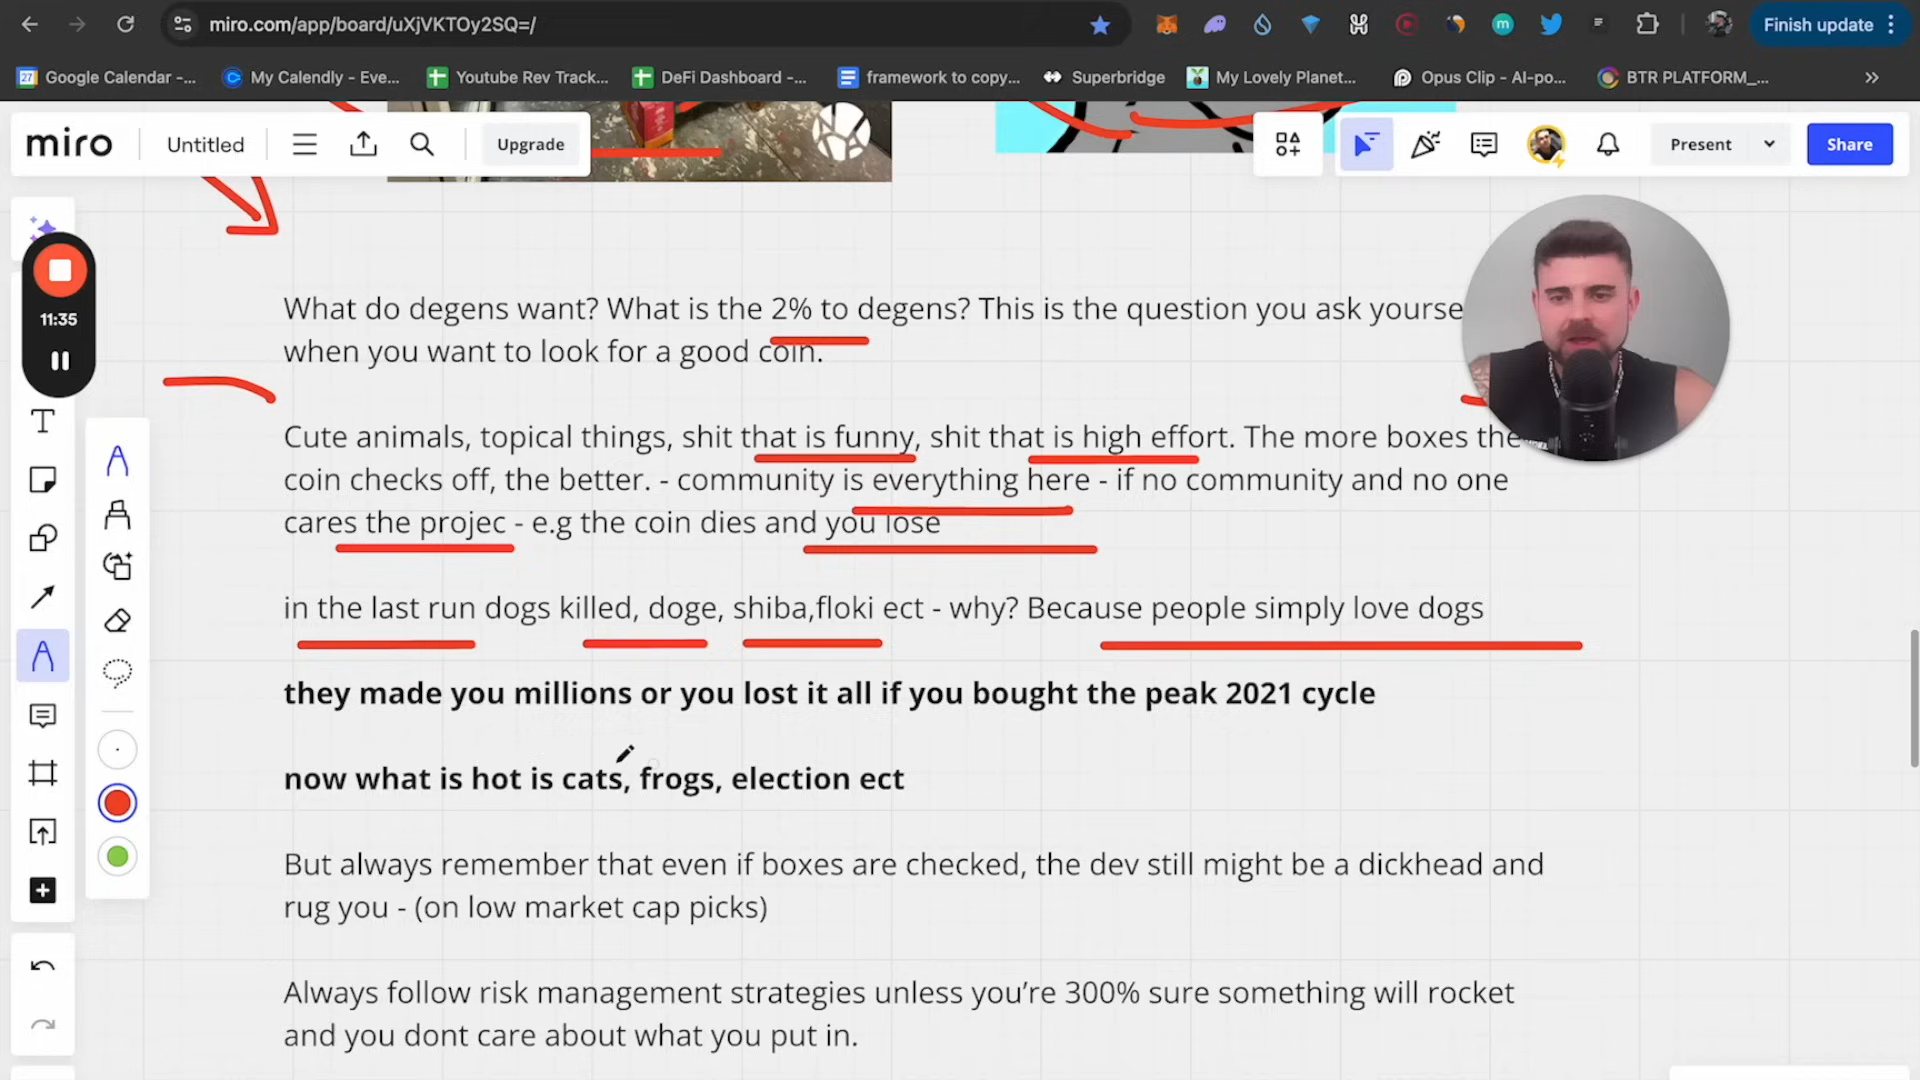 miro.com/app/board/uXjVKTOy2SQ=/
Finish update
Google Calendar -...
My Calendly - Eve...
Youtube Rev Track...
DeFi Dashboard -...
framework to copy...
Superbridge
My Lovely Planet...
Opus Clip - AI-po...
BTR PLATFORM_...
miro
Untitled
Upgrade
Present
Share
11:35
What do degens want? What is the 2% to degens? This is the question you ask yourse
when you want to look for a good coin.
Cute animals, topical things, shit that is funny, shit that is high effort. The more boxes the
coin checks off, the better. - community is everything here - if no community and no one
cares the projec - e.g the coin dies and you lose
in the last run dogs killed, doge, shiba,floki ect - why? Because people simply love dogs
they made you millions or you lost it all if you bought the peak 2021 cycle
now what is hot is cats, frogs, election ect
But always remember that even if boxes are checked, the dev still might be a dickhead and
rug you - (on low market cap picks)
Always follow risk management strategies unless you're 300% sure something will rocket
and you dont care about what you put in.